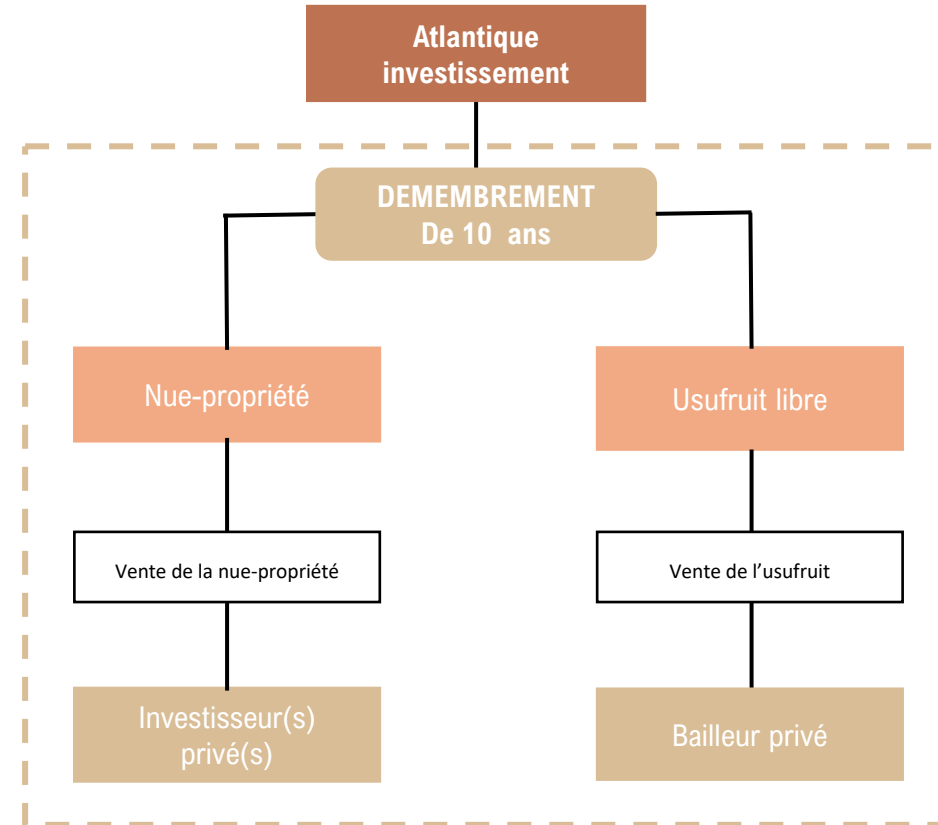 Atlantique
investissement
DEMEMBREMENT
De 10 ans
Nue-propriété
Usufruit libre
Vente de la nue-propriété
Vente de l’usufruit
Investisseur(s)
privé(s)
Bailleur privé